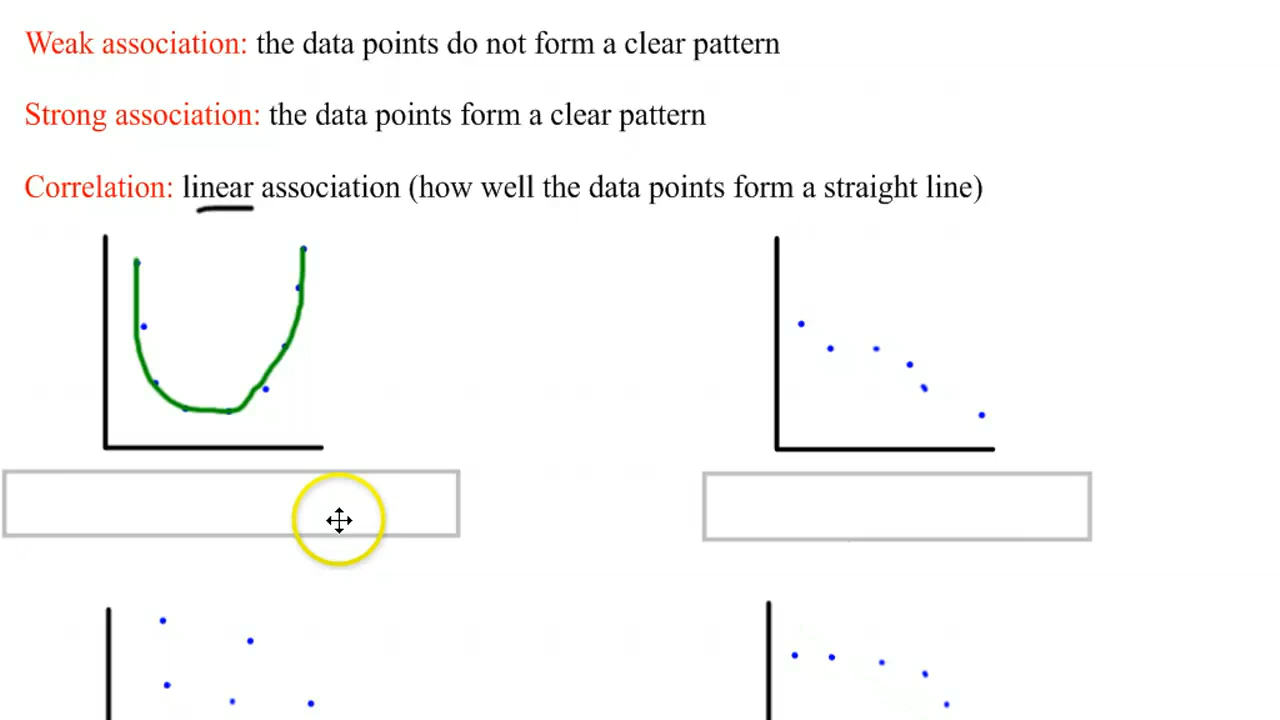 Weak association: the data points do not form a clear pattern
Strong association: the data points form a clear pattern
Correlation: linear association (how well the data points form a straight line)